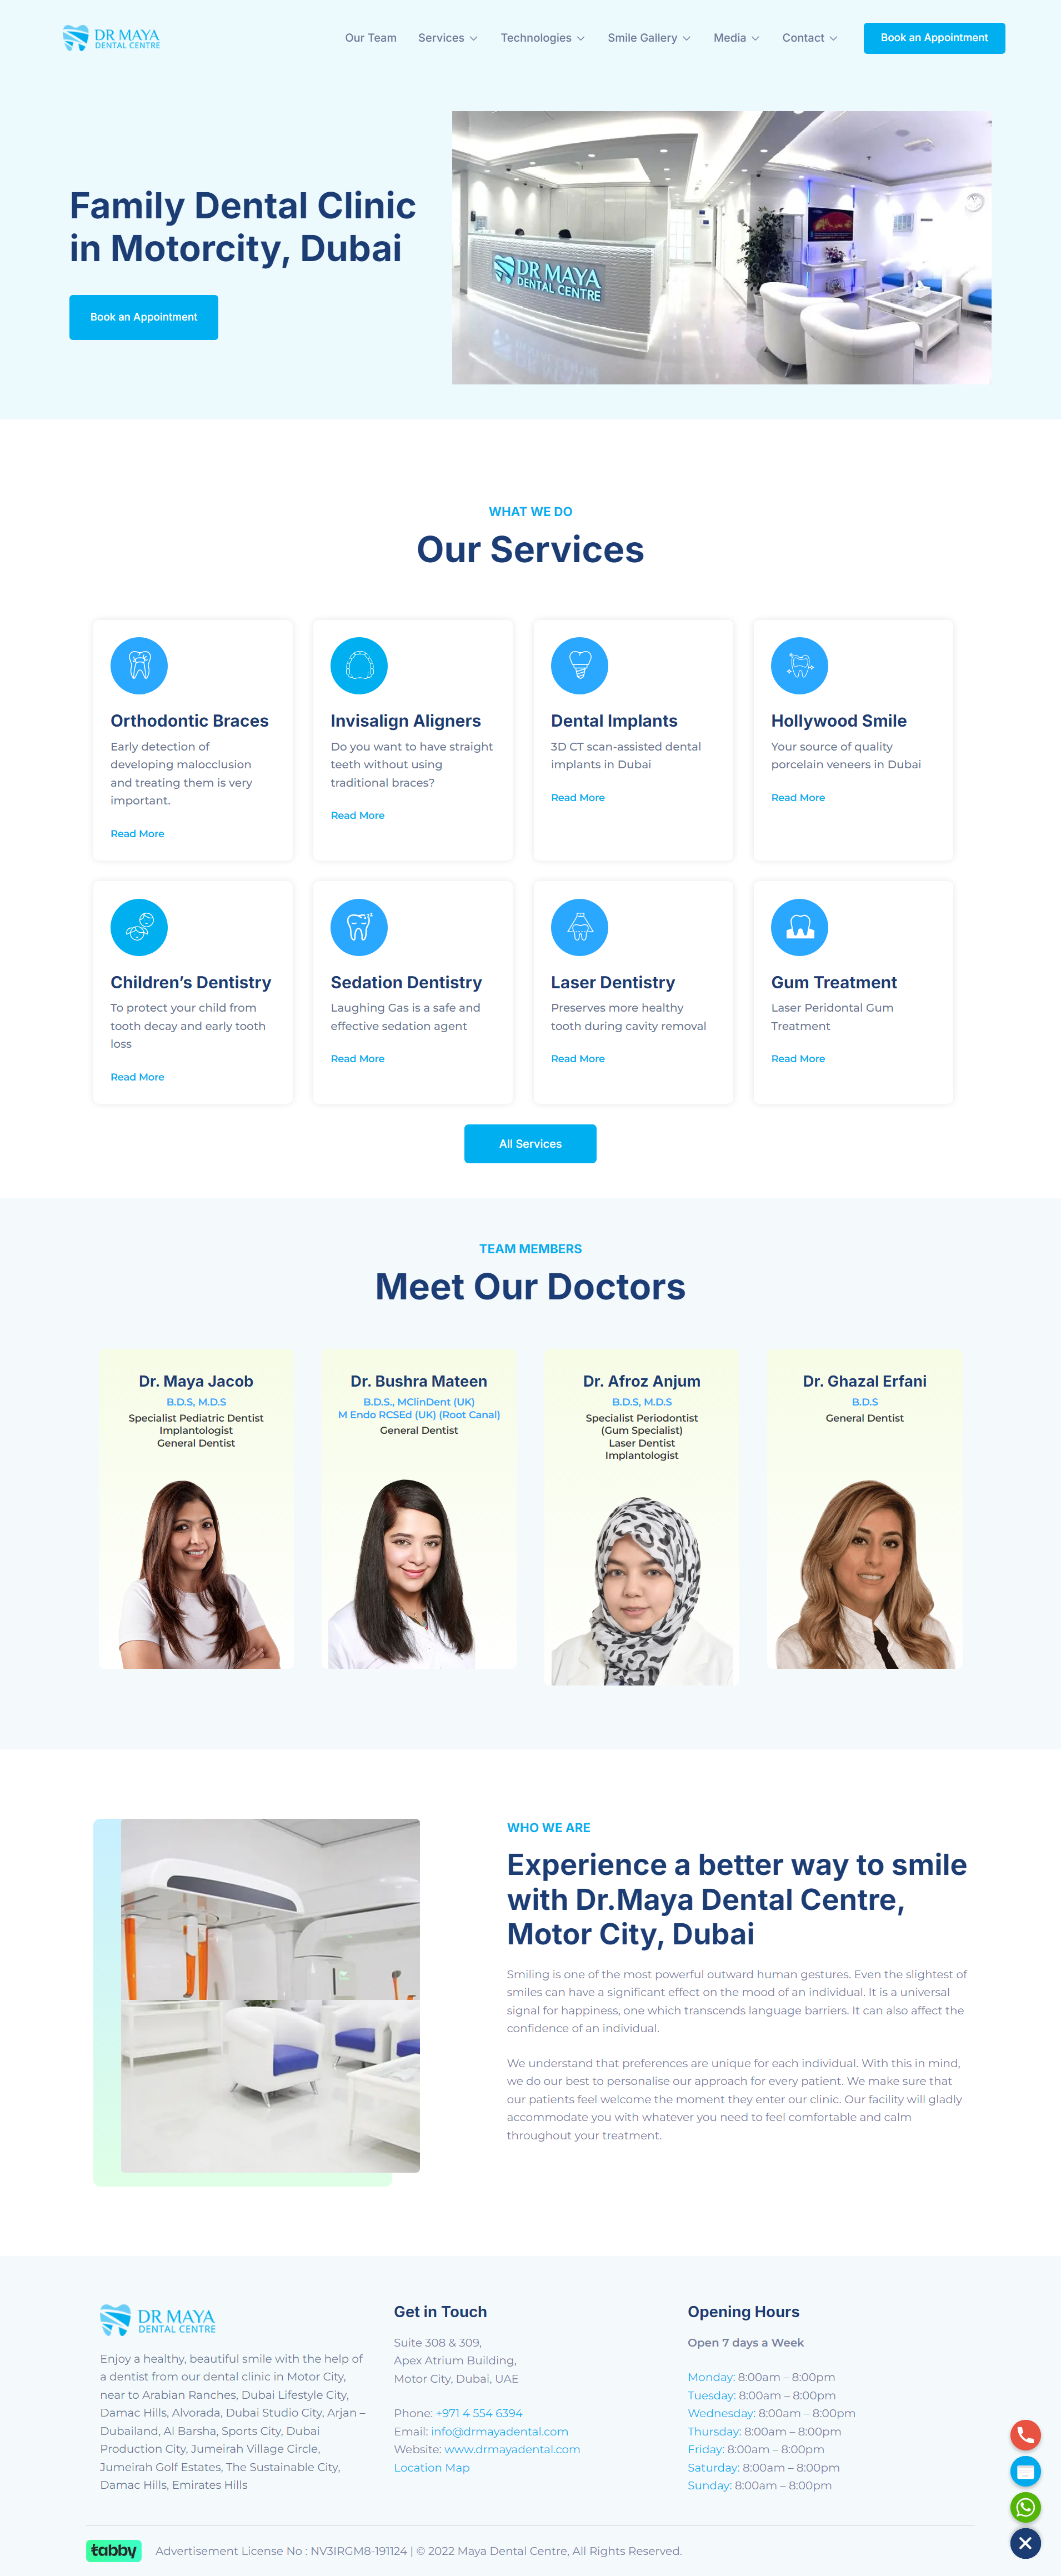 DR MAYA
DENTAL CENTRE
Our Team
Services
Technologies
Smile Gallery
Media
Contact
Book an Appointment
Family Dental Clinic
in Motorcity, Dubai
Book an Appointment
DR MAYA
DENTAL CENTRE
WHAT WE DO
Our Services
Orthodontic Braces
Early detection of
developing malocclusion
and treating them is very
important.
Read More
Invisalign Aligners
Do you want to have straight
teeth without using
traditional braces?
Read More
Dental Implants
3D CT scan-assisted dental
implants in Dubai
Read More
Hollywood Smile
Your source of quality
porcelain veneers in Dubai
Read More
Children’s Dentistry
To protect your child from
tooth decay and early tooth
loss
Read More
Sedation Dentistry
Laughing Gas is a safe and
effective sedation agent
Read More
Laser Dentistry
Preserves more healthy
tooth during cavity removal
Read More
Gum Treatment
Laser Peridontal Gum
Treatment
Read More
All Services
TEAM MEMBERS
Meet Our Doctors
Dr. Maya Jacob
B.D.S, M.D.S
Specialist Pediatric Dentist
Implantologist
General Dentist
Dr. Bushra Mateen
B.D.S., MClinDent (UK)
M Endo RCSEd (UK) (Root Canal)
General Dentist
Dr. Afroz Anjum
B.D.S, M.D.S
Specialist Periodontist
(Gum Specialist)
Laser Dentist
Implantologist
Dr. Ghazal Erfani
B.D.S
General Dentist
WHO WE ARE
Experience a better way to smile
with Dr.Maya Dental Centre,
Motor City, Dubai
Smiling is one of the most powerful outward human gestures. Even the slightest of
smiles can have a significant effect on the mood of an individual. It is a universal
signal for happiness, one which transcends language barriers. It can also affect the
confidence of an individual.
We understand that preferences are unique for each individual. With this in mind,
we do our best to personalise our approach for every patient. We make sure that
our patients feel welcome the moment they enter our clinic. Our facility will gladly
accommodate you with whatever you need to feel comfortable and calm
throughout your treatment.
DR MAYA
DENTAL CENTRE
Enjoy a healthy, beautiful smile with the help of
a dentist from our dental clinic in Motor City,
near to Arabian Ranches, Dubai Lifestyle City,
Damac Hills, Alvorada, Dubai Studio City, Arjan –
Dubailand, Al Barsha, Sports City, Dubai
Production City, Jumeirah Village Circle,
Jumeirah Golf Estates, The Sustainable City,
Damac Hills, Emirates Hills
Get in Touch
Suite 308 & 309,
Apex Atrium Building,
Motor City, Dubai, UAE
Phone: +971 4 554 6394
Email: info@drmayadental.com
Website: www.drmayadental.com
Location Map
Opening Hours
Open 7 days a Week
Monday: 8:00am – 8:00pm
Tuesday: 8:00am – 8:00pm
Wednesday: 8:00am – 8:00pm
Thursday: 8:00am – 8:00pm
Friday: 8:00am – 8:00pm
Saturday: 8:00am – 8:00pm
Sunday: 8:00am – 8:00pm
tabby
Advertisement License No : NV3IRGM8-191124 | © 2022 Maya Dental Centre, All Rights Reserved.